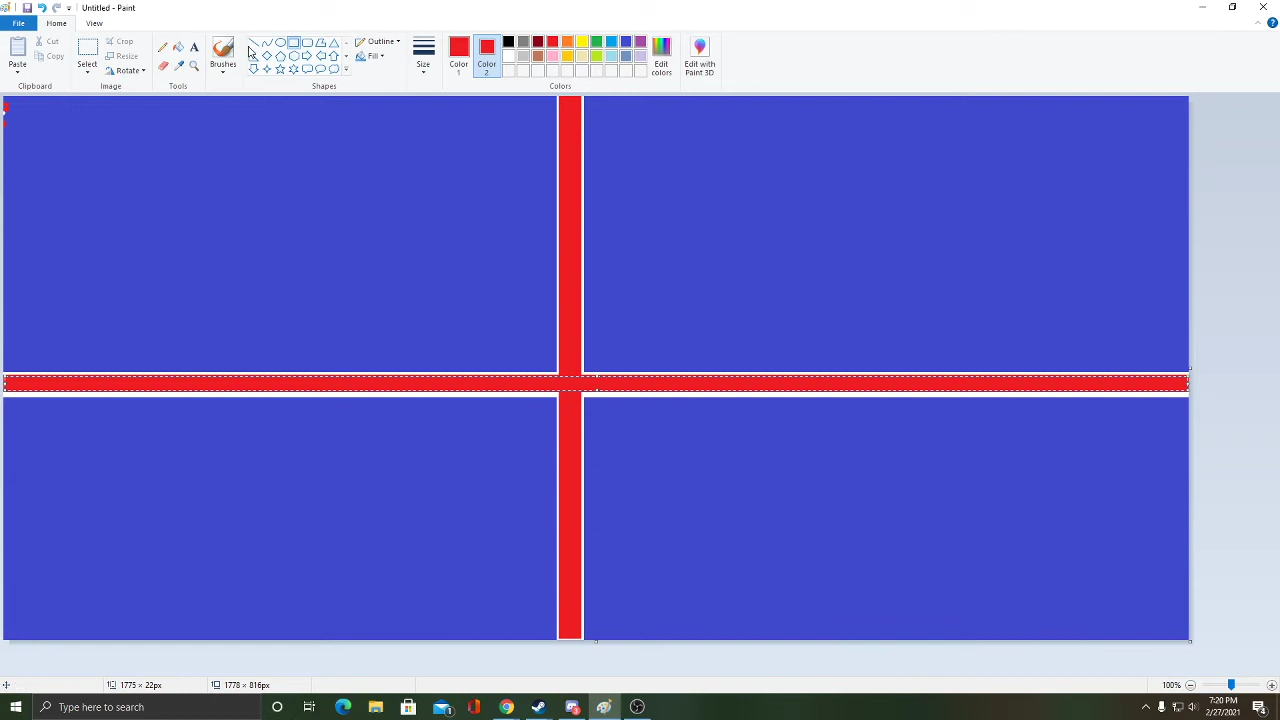 Untitled - Paint
File Home View
Paste
Cut
Copy
Clipboard
Select
Crop
Resize
Rotate
Image
Tools
Brushes
Outline
Fill
Shapes
Size
Color 1
Color 2
Colors
Edit colors
Edit with Paint 3D
1775 × 22px
1778 × 816px
100%
Type here to search
7:20 PM
2/27/2021